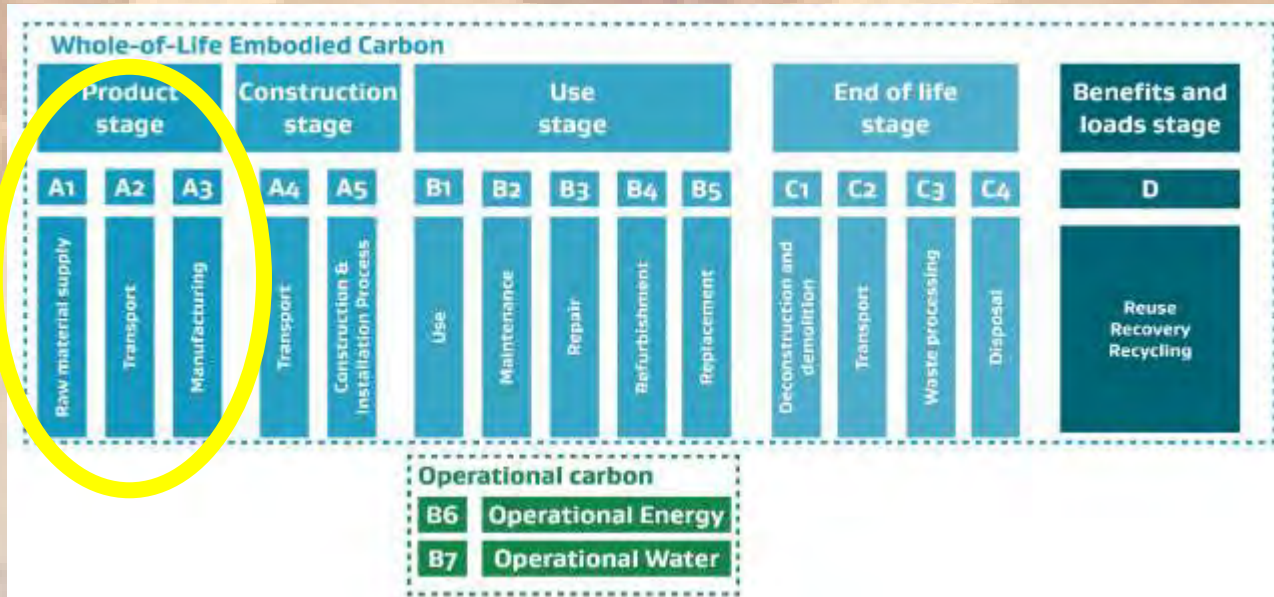 Whole-of-Life Embodied Carbon
Product
stage
Construction
stage
Use
stage
End of life
stage
Benefits and
loads stage
A1
A2
A3
A4
A5
B1
B2
B3
B4
B5
C1
C2
C3
C4
D
Raw material supply
Transport
Manufacturing
Transport
Construction &
Installation Process
Use
Maintenance
Repair
Refurbishment
Replacement
Deconstruction and
demolition
Transport
Waste processing
Disposal
Reuse
Recovery
Recycling
Operational carbon
B6
Operational Energy
B7
Operational Water